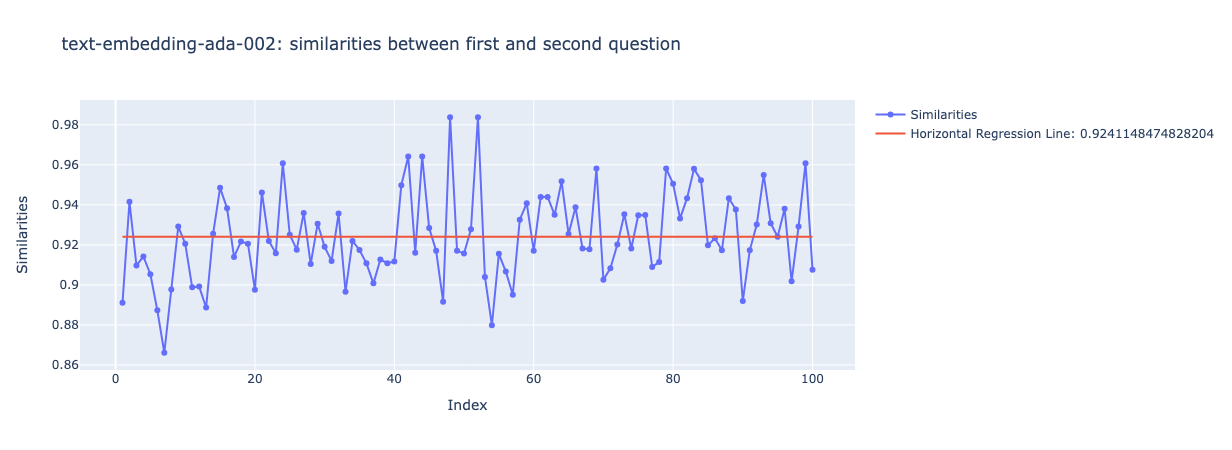 text-embedding-ada-002: similarities between first and second question
Similarities
Horizontal Regression Line: 0.9241148474828204
0.98
0.96
0.94
0.92
0.9
0.88
0.86
Similarities
0 20 40 60 80 100
Index